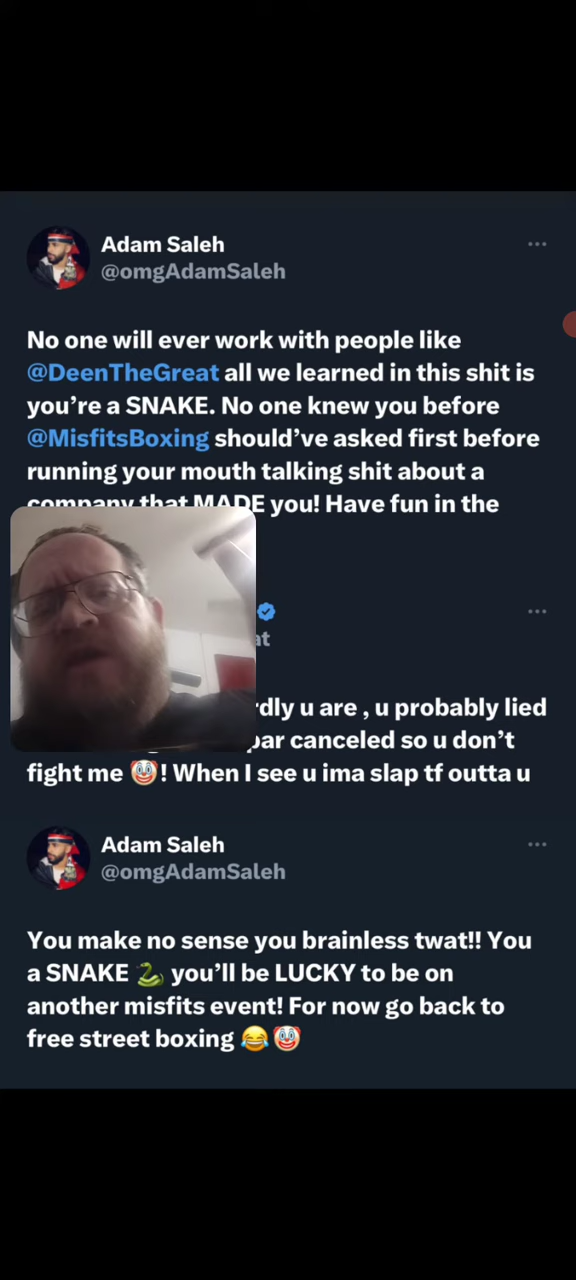 Adam Saleh
@omgAdamSaleh
No one will ever work with people like
@DeenTheGreat all we learned in this shit is
you’re a SNAKE. No one knew you before
@MisfitsBoxing should’ve asked first before
running your mouth talking shit about a
company that MADE you! Have fun in the
u are , u probably lied
canceled so u don’t
fight me 🤡! When I see u ima slap tf outta u
Adam Saleh
@omgAdamSaleh
You make no sense you brainless twat!! You
a SNAKE 🐍 you’ll be LUCKY to be on
another misfits event! For now go back to
free street boxing 😂🤡